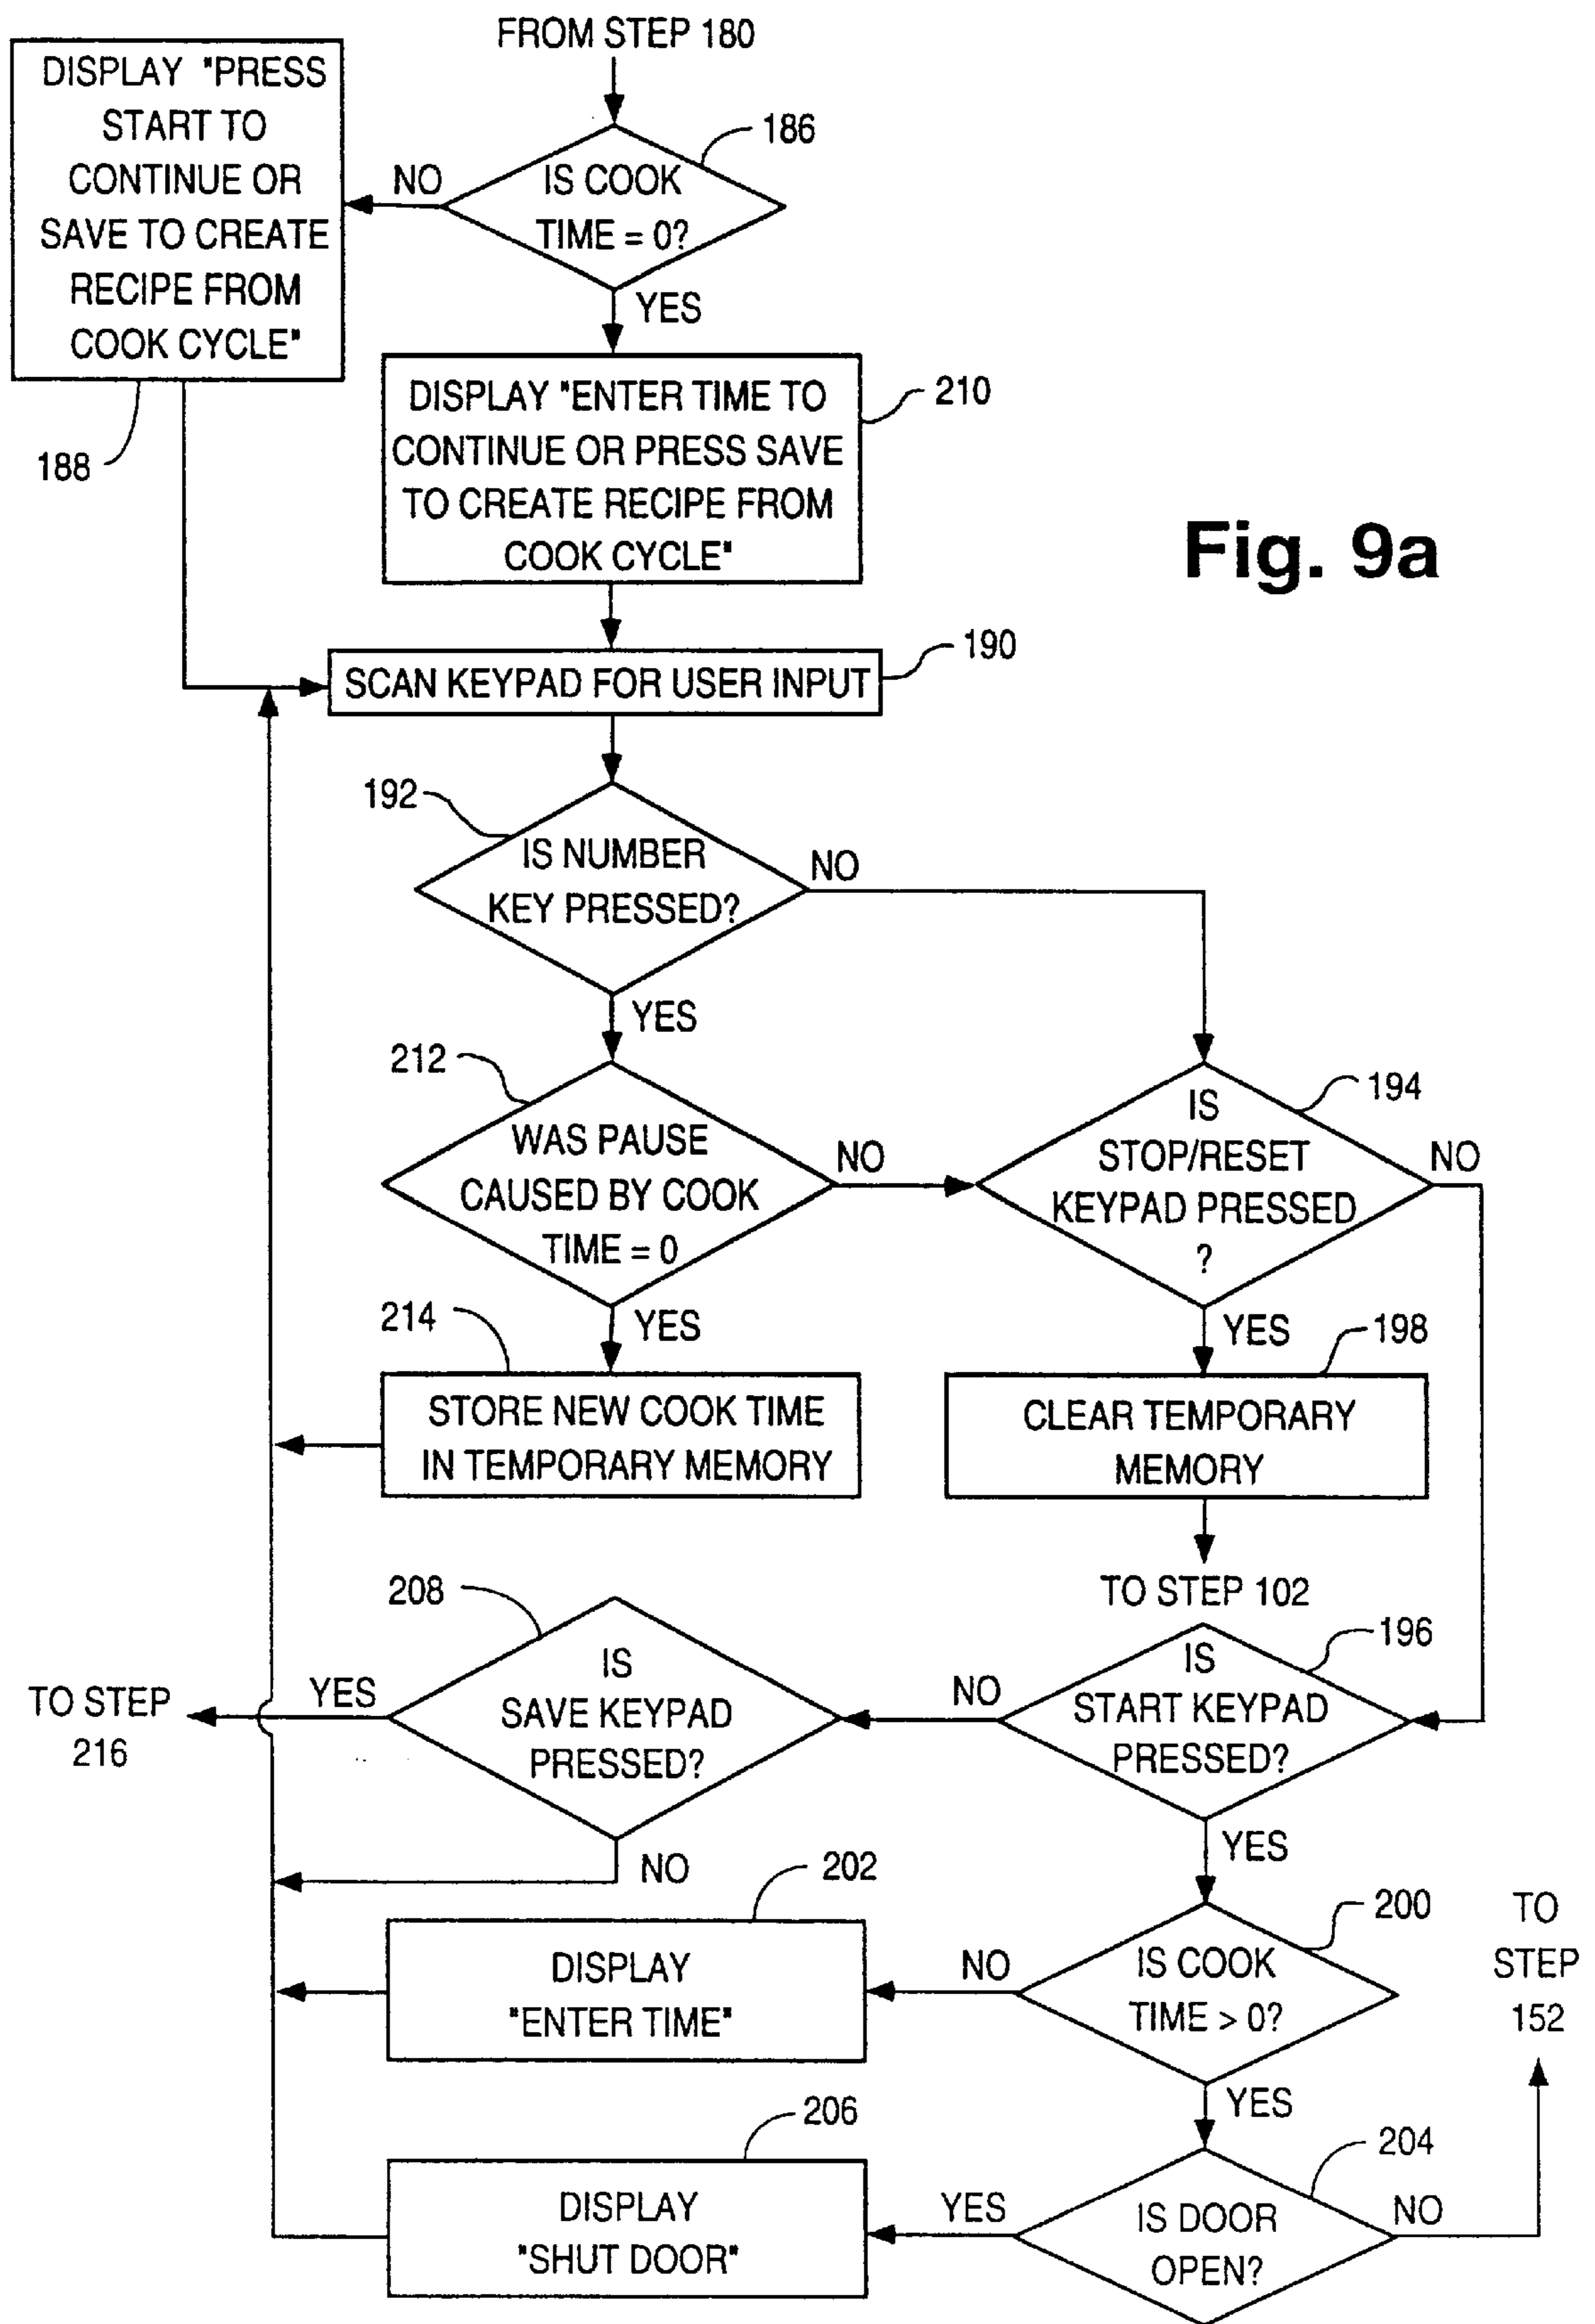 FROM STEP 180
DISPLAY "PRESS
START TO
CONTINUE OR
SAVE TO CREATE
RECIPE FROM
COOK CYCLE"
188
NO
IS COOK
TIME = 0?
186
YES
DISPLAY "ENTER TIME TO
CONTINUE OR PRESS SAVE
TO CREATE RECIPE FROM
COOK CYCLE"
210
Fig. 9a
SCAN KEYPAD FOR USER INPUT
190
192
IS NUMBER
KEY PRESSED?
NO
YES
212
WAS PAUSE
CAUSED BY COOK
TIME = 0
NO
YES
194
IS
STOP/RESET
KEYPAD PRESSED
?
NO
YES
214
STORE NEW COOK TIME
IN TEMPORARY MEMORY
198
CLEAR TEMPORARY
MEMORY
TO STEP 102
196
IS
START KEYPAD
PRESSED?
NO
YES
208
IS
SAVE KEYPAD
PRESSED?
YES
TO STEP
216
NO
202
DISPLAY
"ENTER TIME"
200
IS COOK
TIME > 0?
NO
YES
TO
STEP
152
206
DISPLAY
"SHUT DOOR"
204
IS DOOR
OPEN?
YES
NO